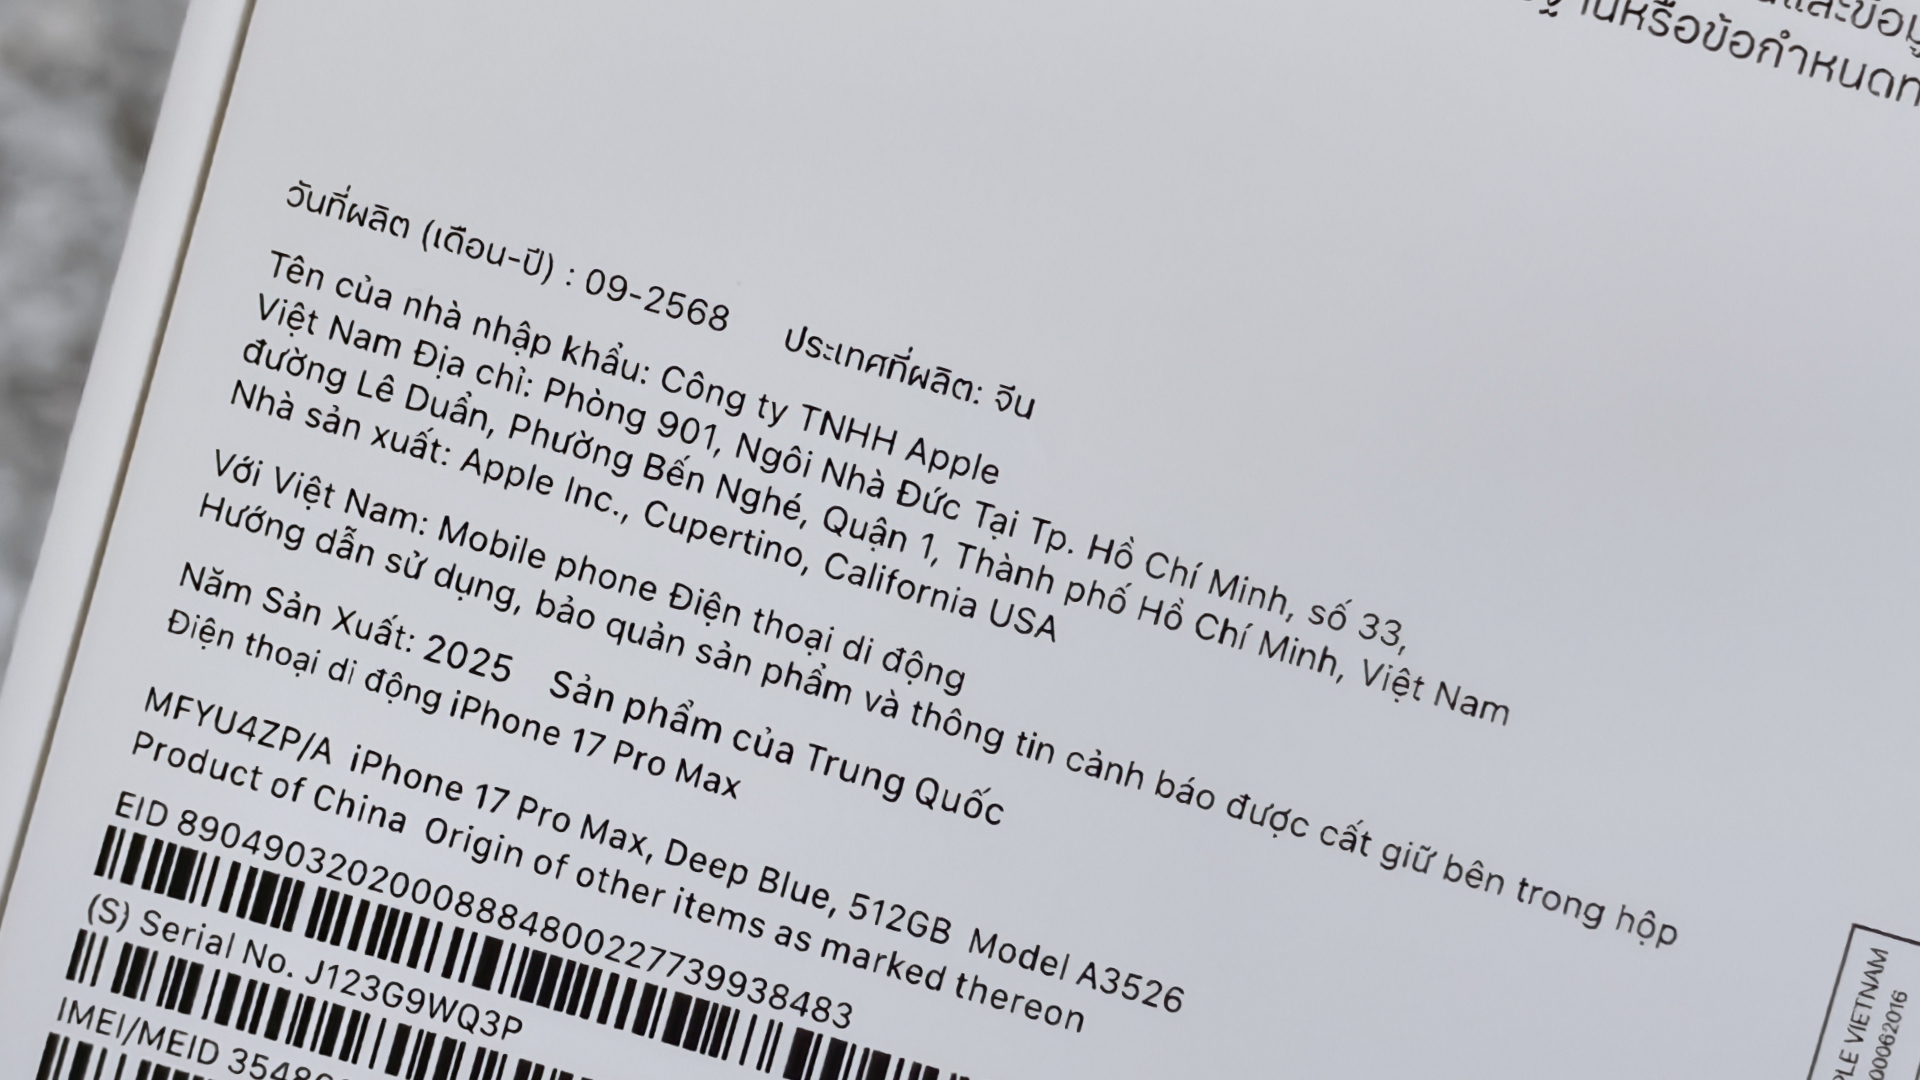 หรือข้อกำหนด
วันที่ผลิต (เดือน-ปี) : 09-2568 ประเทศที่ผลิต: จีน
Tên của nhà nhập khẩu: Công ty TNHH Apple
Việt Nam Địa chỉ: Phòng 901, Ngôi Nhà Đức Tại Tp. Hồ Chí Minh, số 33,
đường Lê Duẩn, Phường Bến Nghé, Quận 1, Thành phố Hồ Chí Minh, Việt Nam
Nhà sản xuất: Apple Inc., Cupertino, California USA
Với Việt Nam: Mobile phone Điện thoại di động
Hướng dẫn sử dụng, bảo quản sản phẩm và thông tin cảnh báo được cất giữ bên trong hộp
Năm Sản Xuất: 2025 Sản phẩm của Trung Quốc
Điện thoại di động iPhone 17 Pro Max
MFYU4ZP/A iPhone 17 Pro Max, Deep Blue, 512GB Model A3526
Product of China Origin of other items as marked thereon
EID 89049032020008884800227739938483
(S) Serial No. J123G9WQ3P
IMEI/MEID 3548
PLE VIETNAM
000062016